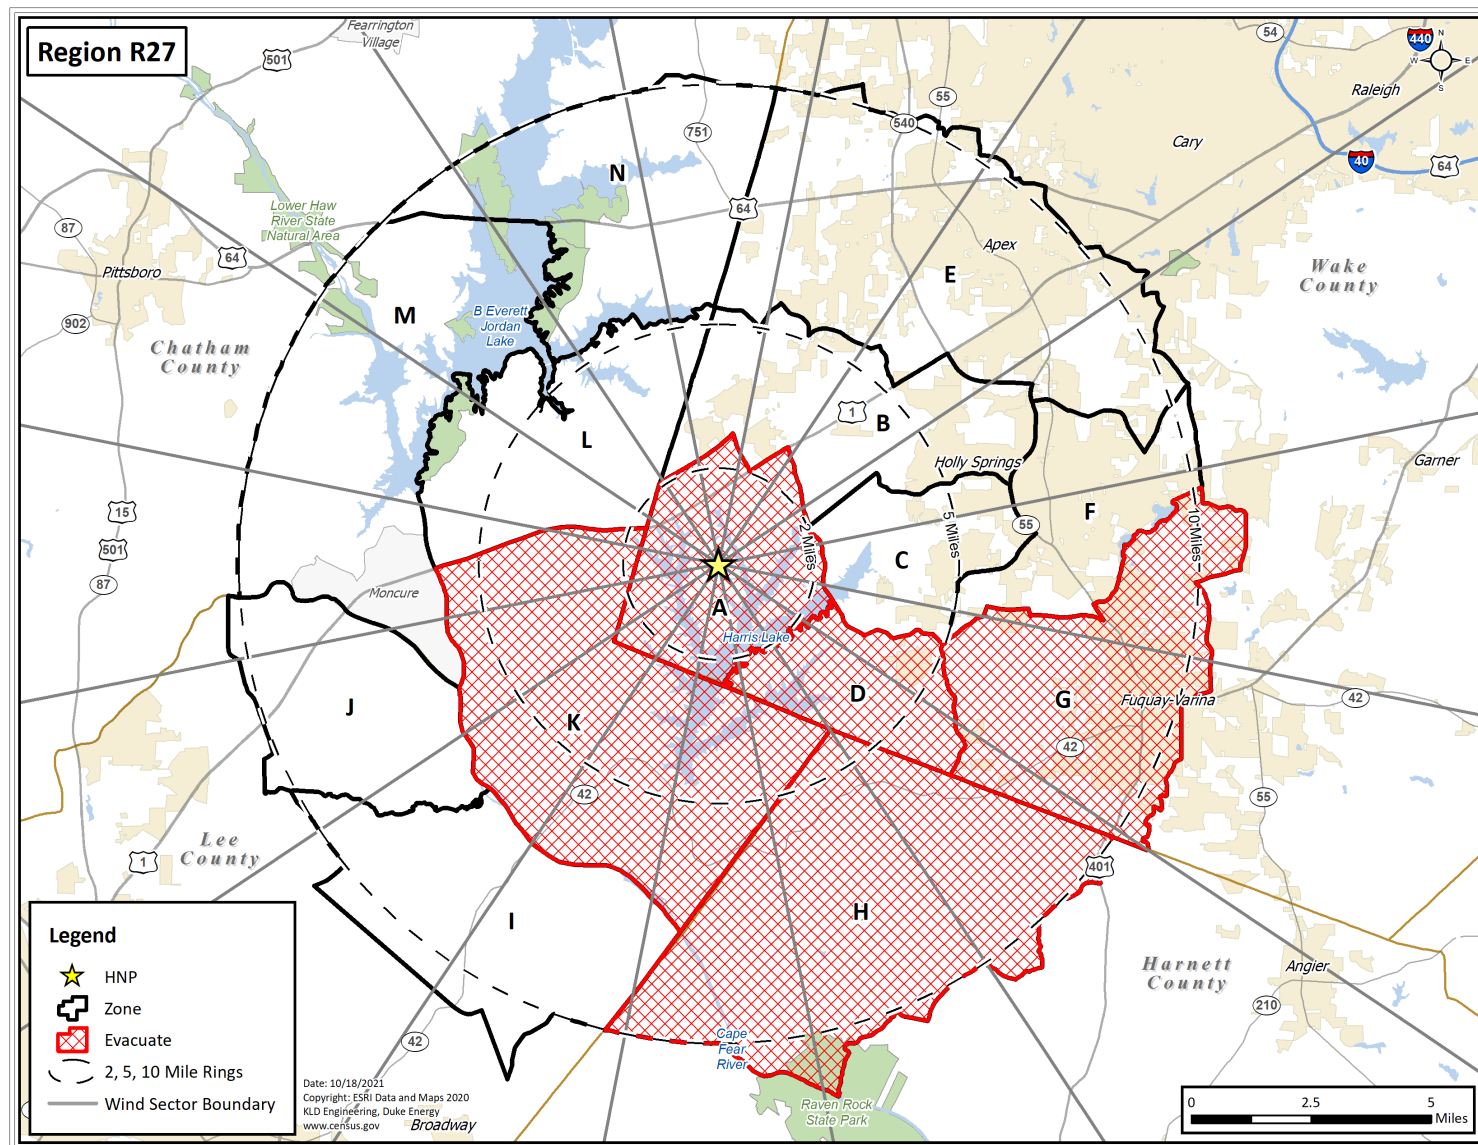 Region R27
Fearrington
Village
501
54
440
N
W
E
S
Raleigh
55
540
751
Cary
40
64
N
Lower Haw
River State
Natural Area
64
87
64
Pittsboro
Apex
E
Wake
County
M
B Everett
Jordan
Lake
902
Chatham
County
1
B
L
Holly Springs
Garner
15
5 Miles
F
10 Miles
55
2 Miles
501
C
87
Moncure
A
Harris Lake
D
G
Fuquay-Varina
42
J
K
42
42
55
Lee
County
1
401
H
I
Harnett
County
Angier
210
Legend
HNP
Zone
Evacuate
2, 5, 10 Mile Rings
Wind Sector Boundary
42
Cape
Fear
River
Date: 10/18/2021
Copyright: ESRI Data and Maps 2020
KLD Engineering, Duke Energy
www.census.gov
Broadway
Raven Rock
State Park
0
2.5
5
Miles